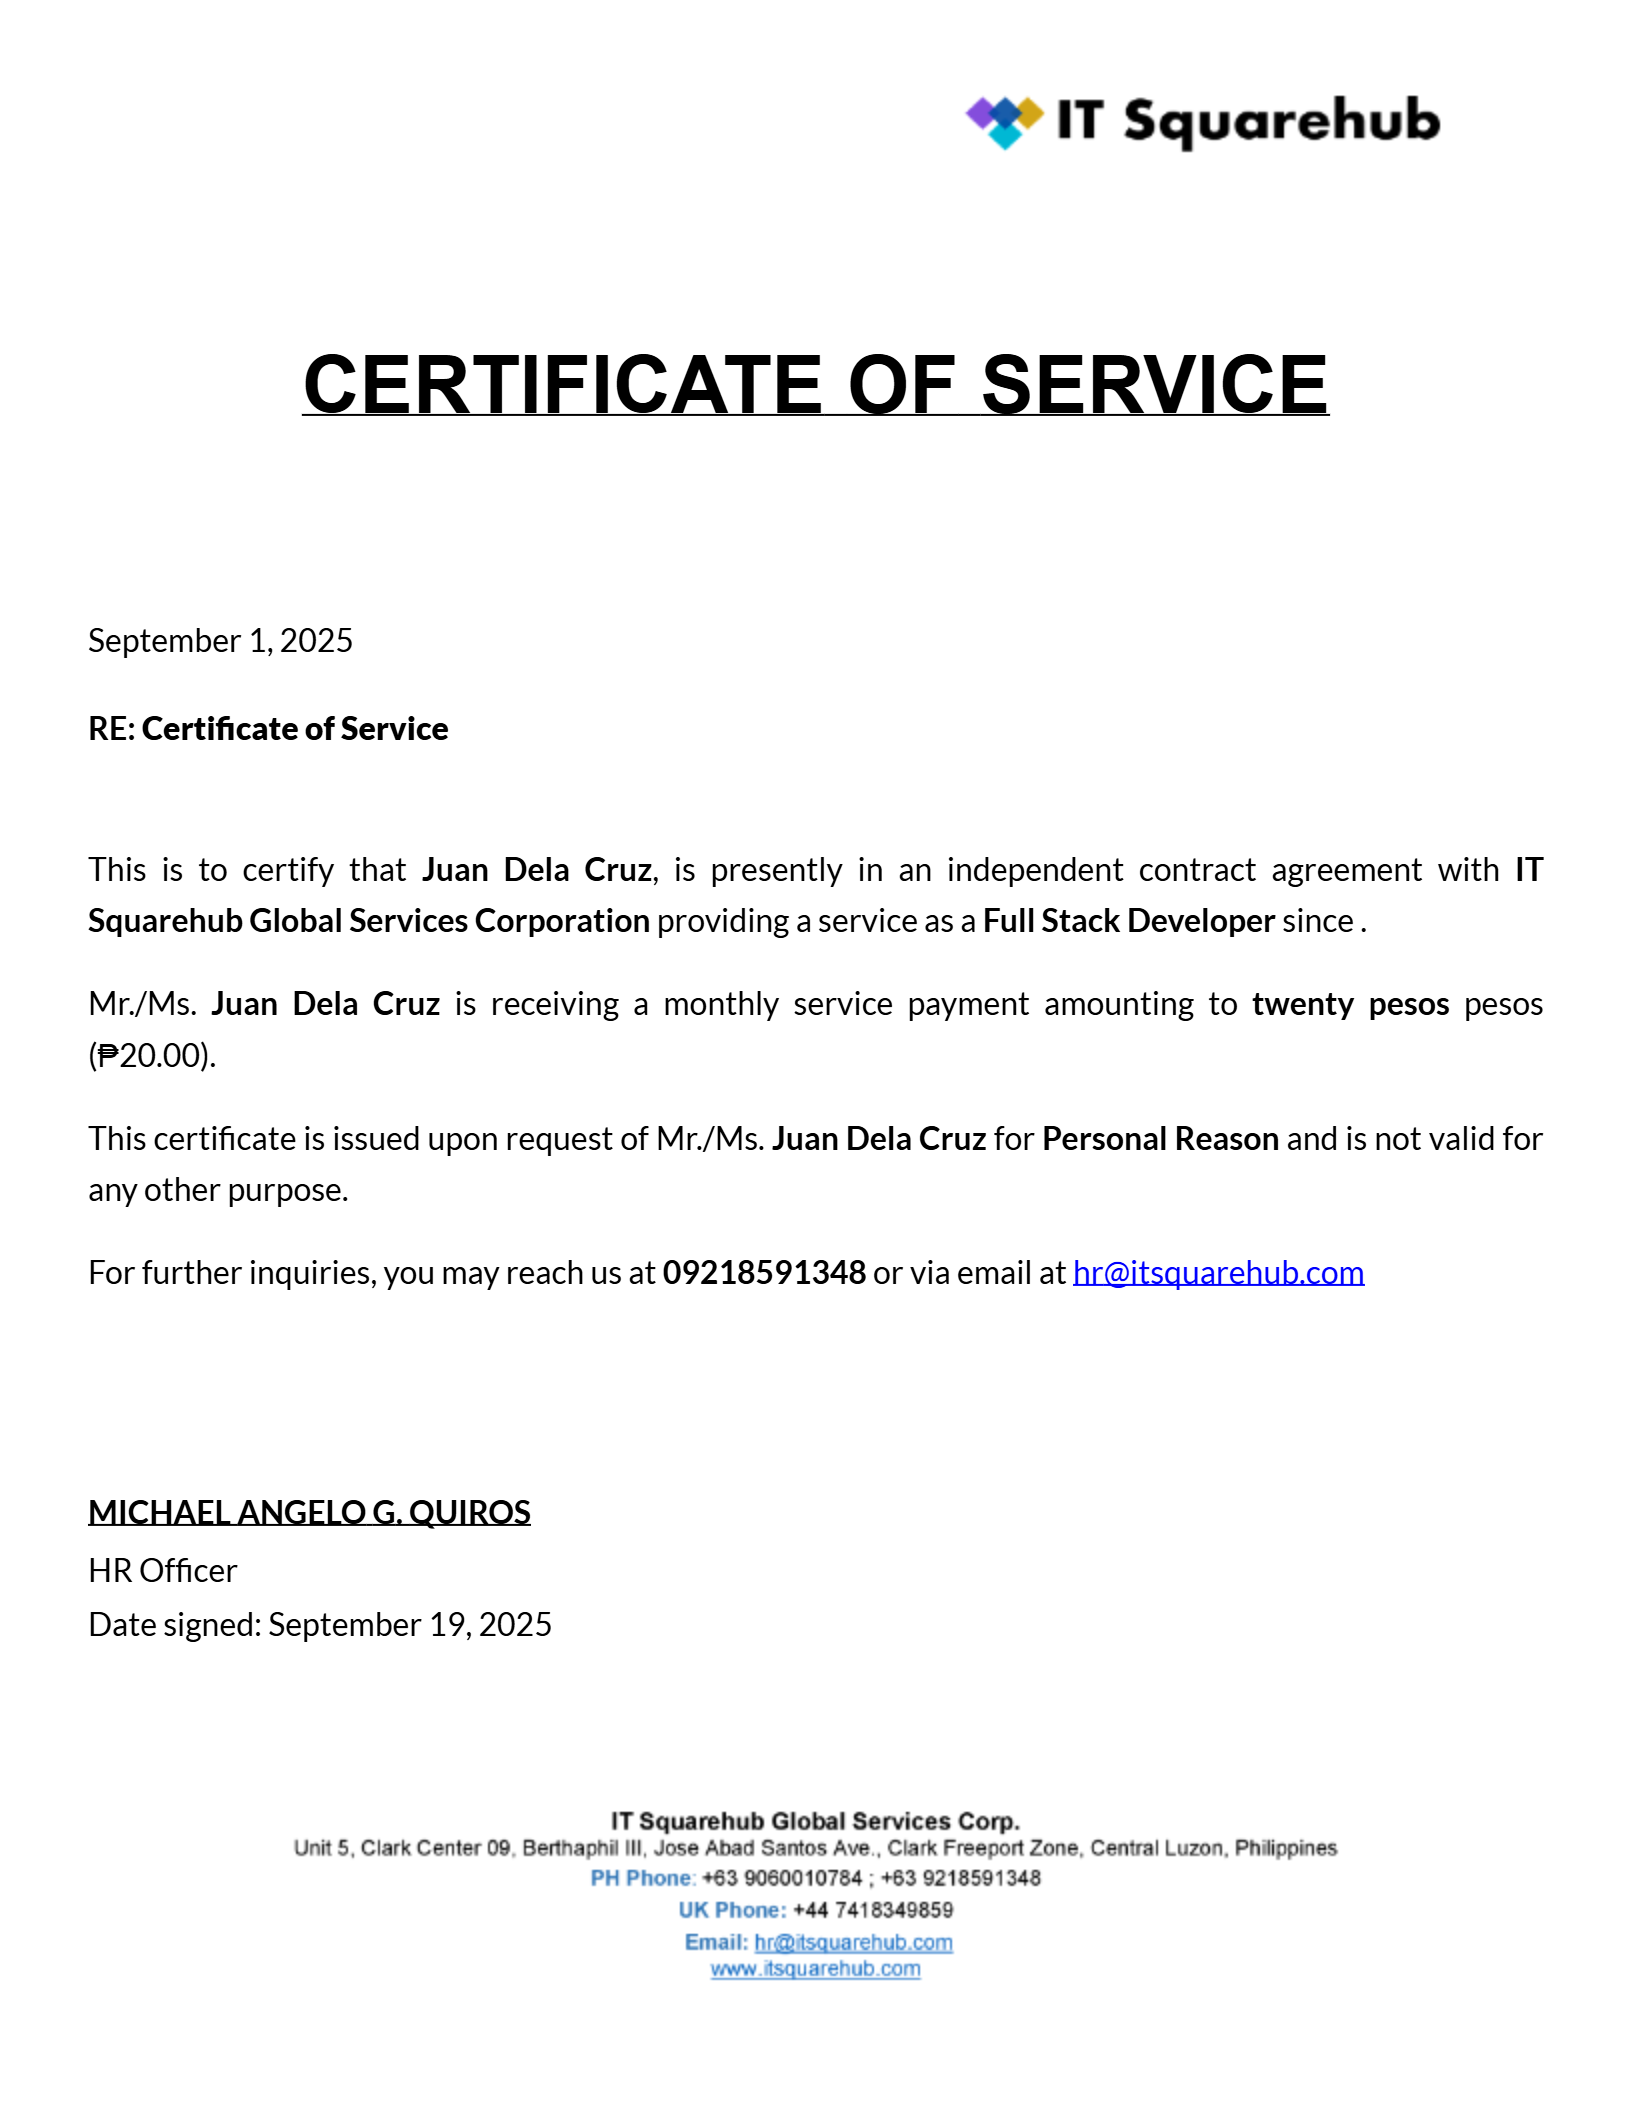 IT Squarehub
CERTIFICATE OF SERVICE
September 1, 2025
RE: Certificate of Service
This is to certify that Juan Dela Cruz, is presently in an independent contract agreement with IT
Squarehub Global Services Corporation providing a service as a Full Stack Developer since .
Mr./Ms. Juan Dela Cruz is receiving a monthly service payment amounting to twenty pesos pesos
(₱20.00).
This certificate is issued upon request of Mr./Ms. Juan Dela Cruz for Personal Reason and is not valid for
any other purpose.
For further inquiries, you may reach us at 09218591348 or via email at hr@itsquarehub.com
MICHAEL ANGELO G. QUIROS
HR Officer
Date signed: September 19, 2025
IT Squarehub Global Services Corp.
Unit 5, Clark Center 09, Berthaphil III, Jose Abad Santos Ave., Clark Freeport Zone, Central Luzon, Philippines
PH Phone: +63 9060010784 ; +63 9218591348
UK Phone: +44 7418349859
Email: hr@itsquarehub.com
www.itsquarehub.com